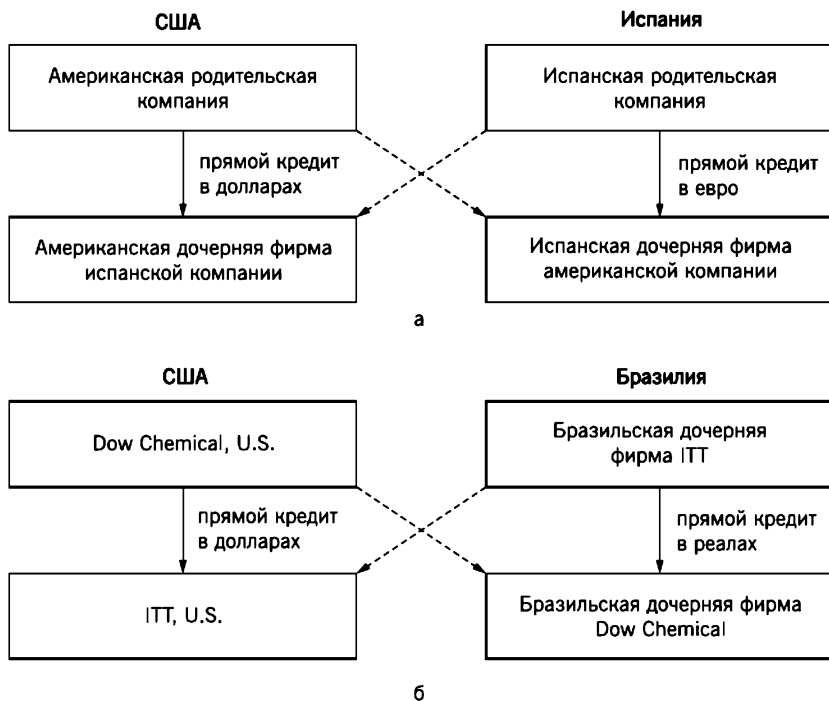 США
Испания
Американская родительская
компания
Испанская родительская
компания
прямой кредит
в долларах
прямой кредит
в евро
Американская дочерняя фирма
испанской компании
Испанская дочерняя фирма
американской компании
а
США
Бразилия
Dow Chemical, U.S.
Бразильская дочерняя
фирма ITT
прямой кредит
в долларах
прямой кредит
в реалах
ITT, U.S.
Бразильская дочерняя фирма
Dow Chemical
б